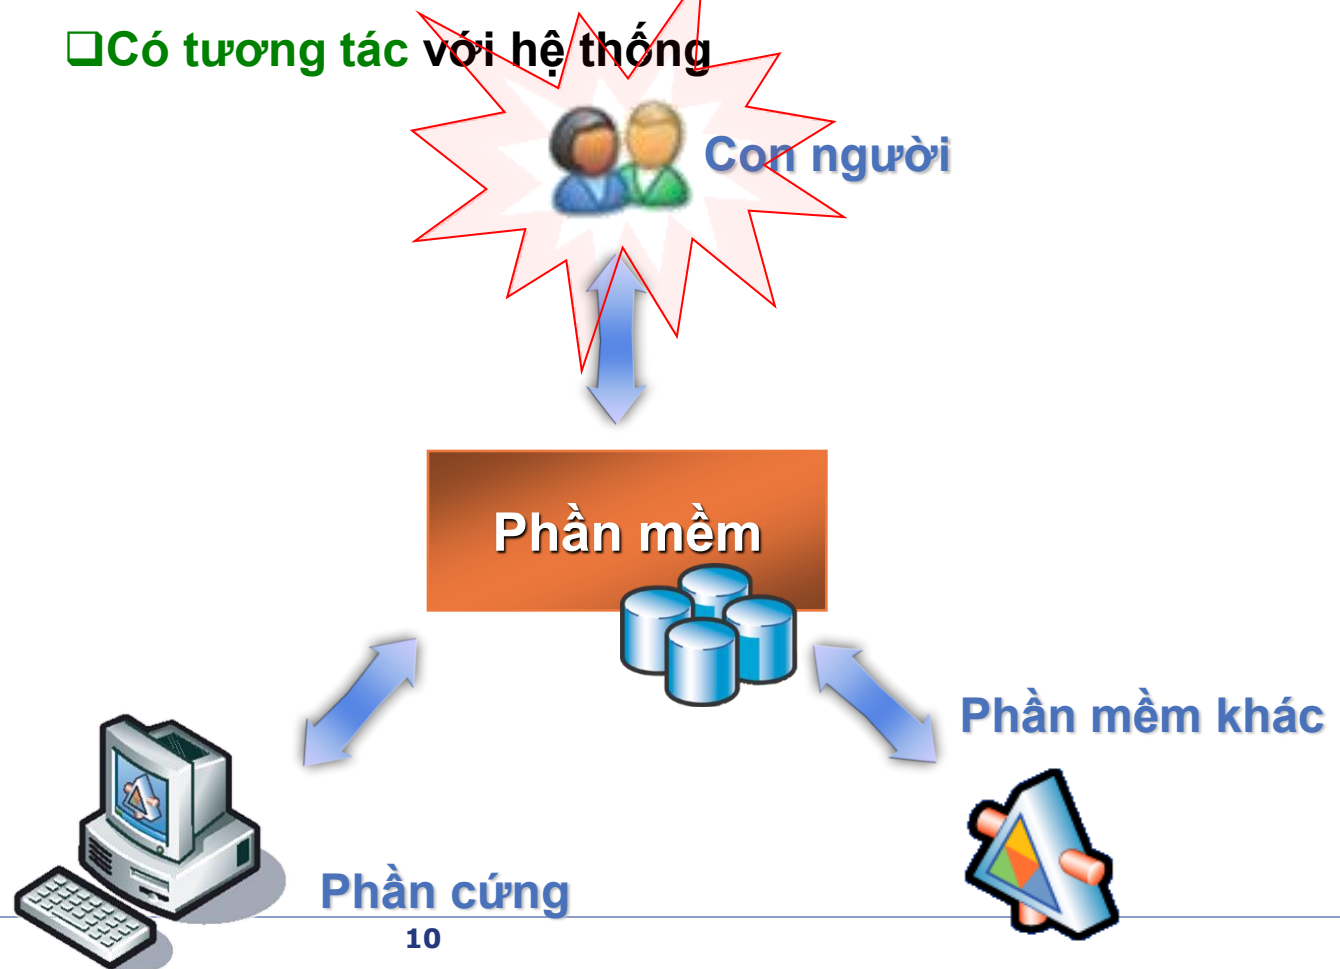 ❑Có tương tác với hệ thống
Con người
Phần mềm
Phần mềm khác
Phần cứng
10